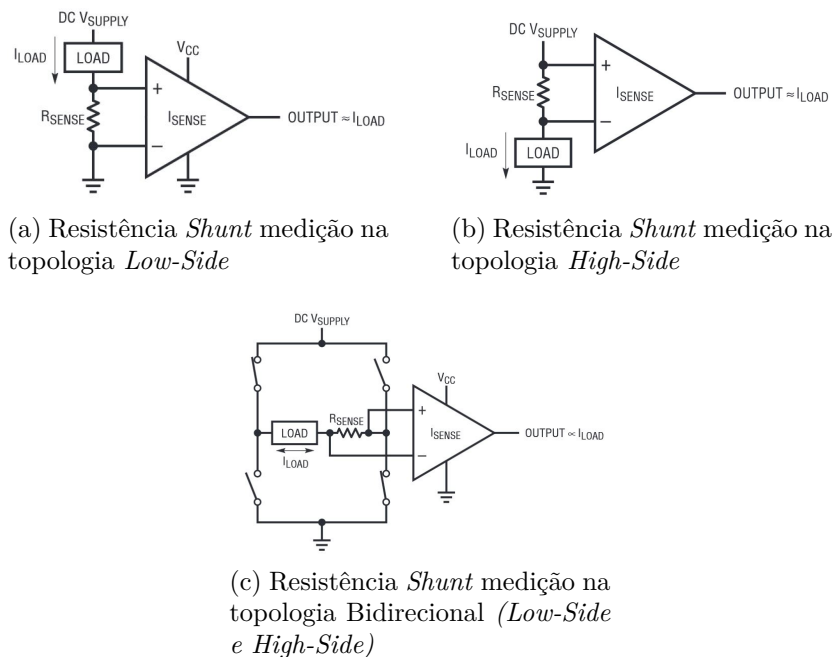 DC VSUPPLY
ILOAD
LOAD
VCC
+
RSENSE
ISENSE
OUTPUT ≈ ILOAD
−
(a) Resistência Shunt medição na
topologia Low-Side
DC VSUPPLY
+
RSENSE
ISENSE
OUTPUT ≈ ILOAD
−
ILOAD
LOAD
(b) Resistência Shunt medição na
topologia High-Side
DC VSUPPLY
VCC
RSENSE
+
LOAD
ISENSE
OUTPUT ∝ ILOAD
ILOAD
−
(c) Resistência Shunt medição na
topologia Bidirecional (Low-Side
e High-Side)